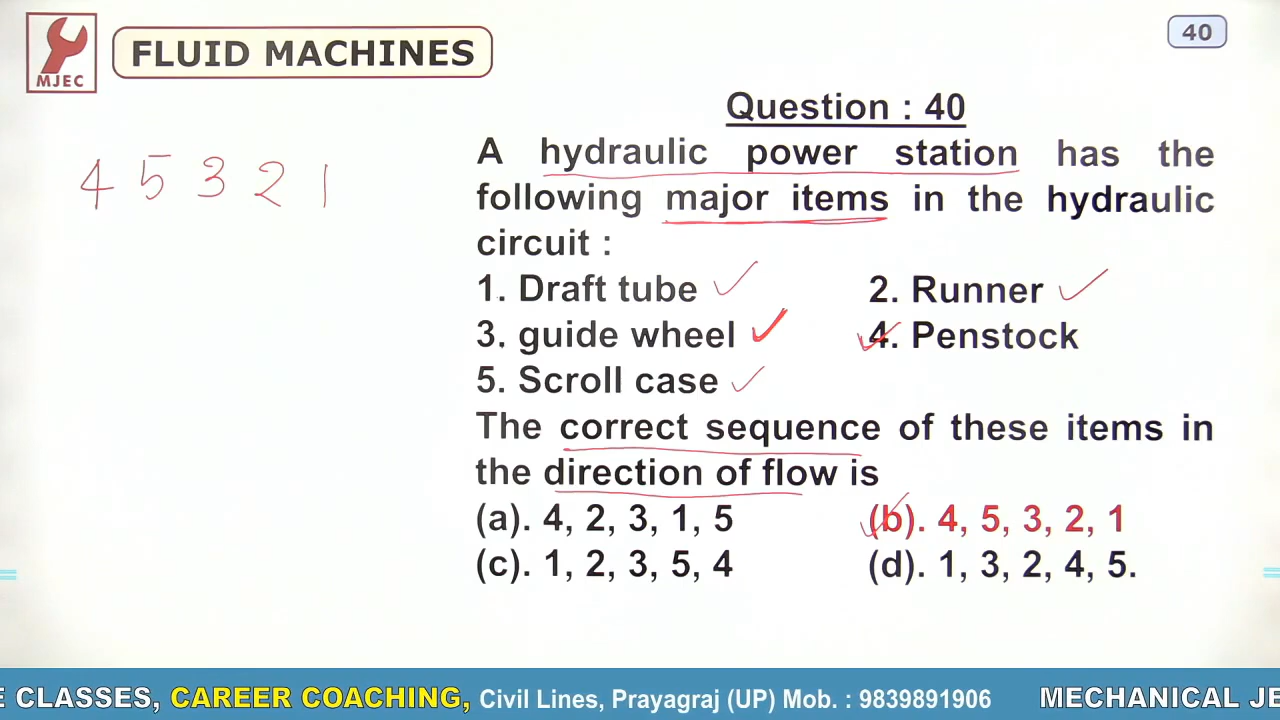 MJEC
FLUID MACHINES
40
4 5 3 2 1
Question : 40
A hydraulic power station has the
following major items in the hydraulic
circuit :
1. Draft tube 2. Runner
3. guide wheel 4. Penstock
5. Scroll case
The correct sequence of these items in
the direction of flow is
(a). 4, 2, 3, 1, 5 (b). 4, 5, 3, 2, 1
(c). 1, 2, 3, 5, 4 (d). 1, 3, 2, 4, 5.
E CLASSES, CAREER COACHING, Civil Lines, Prayagraj (UP) Mob. : 9839891906 MECHANICAL JE